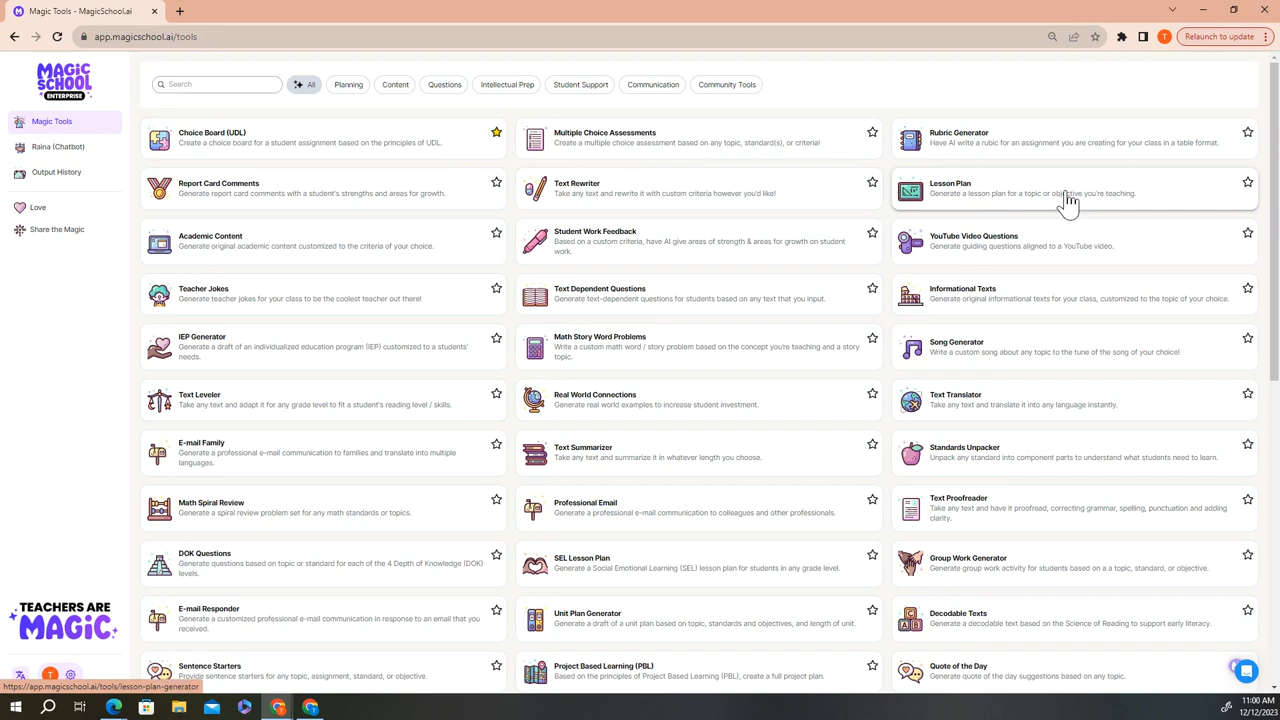 Magic Tools - MagicSchool.ai
app.magicschool.ai/tools
T
Relaunch to update
MAGIC
SCHOOL
ENTERPRISE
Magic Tools
Raina (Chatbot)
Output History
Love
Share the Magic
TEACHERS ARE
MAGIC
T
Search
All
Planning
Content
Questions
Intellectual Prep
Student Support
Communication
Community Tools
Choice Board (UDL)
Create a choice board for a student assignment based on the principles of UDL.
Multiple Choice Assessments
Create a multiple choice assessment based on any topic, standard(s), or criteria!
Rubric Generator
Have AI write a rubic for an assignment you are creating for your class in a table format.
Report Card Comments
Generate report card comments with a student's strengths and areas for growth.
Text Rewriter
Take any text and rewrite it with custom criteria however you'd like!
Lesson Plan
Generate a lesson plan for a topic or objective you're teaching.
Academic Content
Generate original academic content customized to the criteria of your choice.
Student Work Feedback
Based on a custom criteria, have AI give areas of strength & areas for growth on student
work.
YouTube Video Questions
Generate guiding questions aligned to a YouTube video.
Teacher Jokes
Generate teacher jokes for your class to be the coolest teacher out there!
Text Dependent Questions
Generate text-dependent questions for students based on any text that you input.
Informational Texts
Generate original informational texts for your class, customized to the topic of your choice.
IEP Generator
Generate a draft of an individualized education program (IEP) customized to a students'
needs.
Math Story Word Problems
Write a custom math word / story problem based on the concept you're teaching and a story
topic.
Song Generator
Write a custom song about any topic to the tune of the song of your choice!
Text Leveler
Take any text and adapt it for any grade level to fit a student's reading level / skills.
Real World Connections
Generate real world examples to increase student investment.
Text Translator
Take any text and translate it into any language instantly.
E-mail Family
Generate a professional e-mail communication to families and translate into multiple
languages.
Text Summarizer
Take any text and summarize it in whatever length you choose.
Standards Unpacker
Unpack any standard into component parts to understand what students need to learn.
Math Spiral Review
Generate a spiral review problem set for any math standards or topics.
Professional Email
Generate a professional e-mail communication to colleagues and other professionals.
Text Proofreader
Take any text and have it proofread, correcting grammar, spelling, punctuation and adding
clarity.
DOK Questions
Generate questions based on topic or standard for each of the 4 Depth of Knowledge (DOK)
levels.
SEL Lesson Plan
Generate a Social Emotional Learning (SEL) lesson plan for students in any grade level.
Group Work Generator
Generate group work activity for students based on a a topic, standard, or objective.
E-mail Responder
Generate a customized professional e-mail communication in response to an email that you
received.
Unit Plan Generator
Generate a draft of a unit plan based on topic, standards and objectives, and length of unit.
Decodable Texts
Generate a decodable text based on the Science of Reading to support early literacy.
Sentence Starters
Provide sentence starters for any topic, assignment, standard, or objective.
Project Based Learning (PBL)
Based on the principles of Project Based Learning (PBL), create a full project plan.
Quote of the Day
Generate quote of the day suggestions based on any topic.
https://app.magicschool.ai/tools/lesson-plan-generator
11:00 AM
12/12/2023